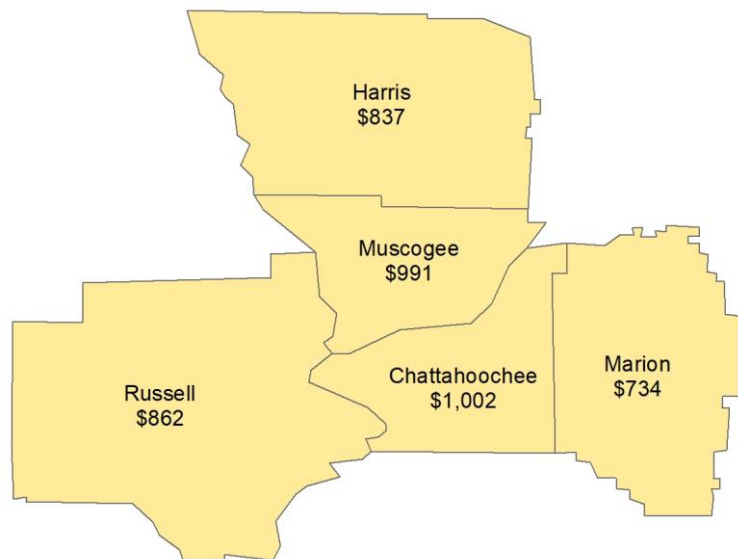 Harris
$837
Muscogee
$991
Chattahoochee
$1,002
Marion
$734
Russell
$862